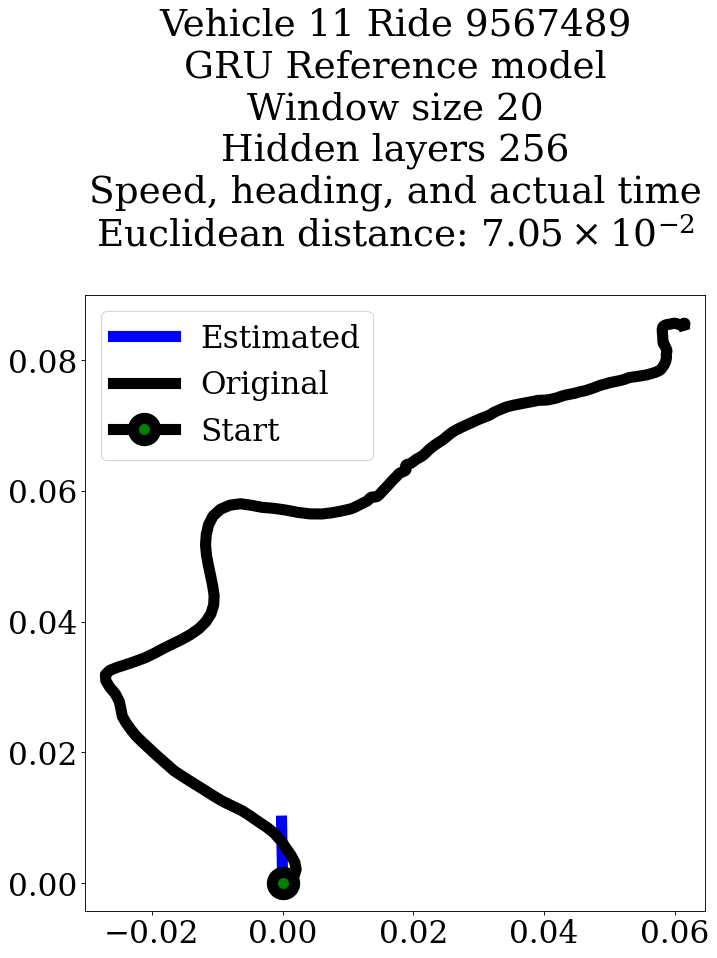 Vehicle 11 Ride 9567489
GRU Reference model
Window size 20
Hidden layers 256
Speed, heading, and actual time
Euclidean distance: 7.05 × 10⁻²
Estimated
Original
Start
0.08
0.06
0.04
0.02
0.00
−0.02 0.00 0.02 0.04 0.06